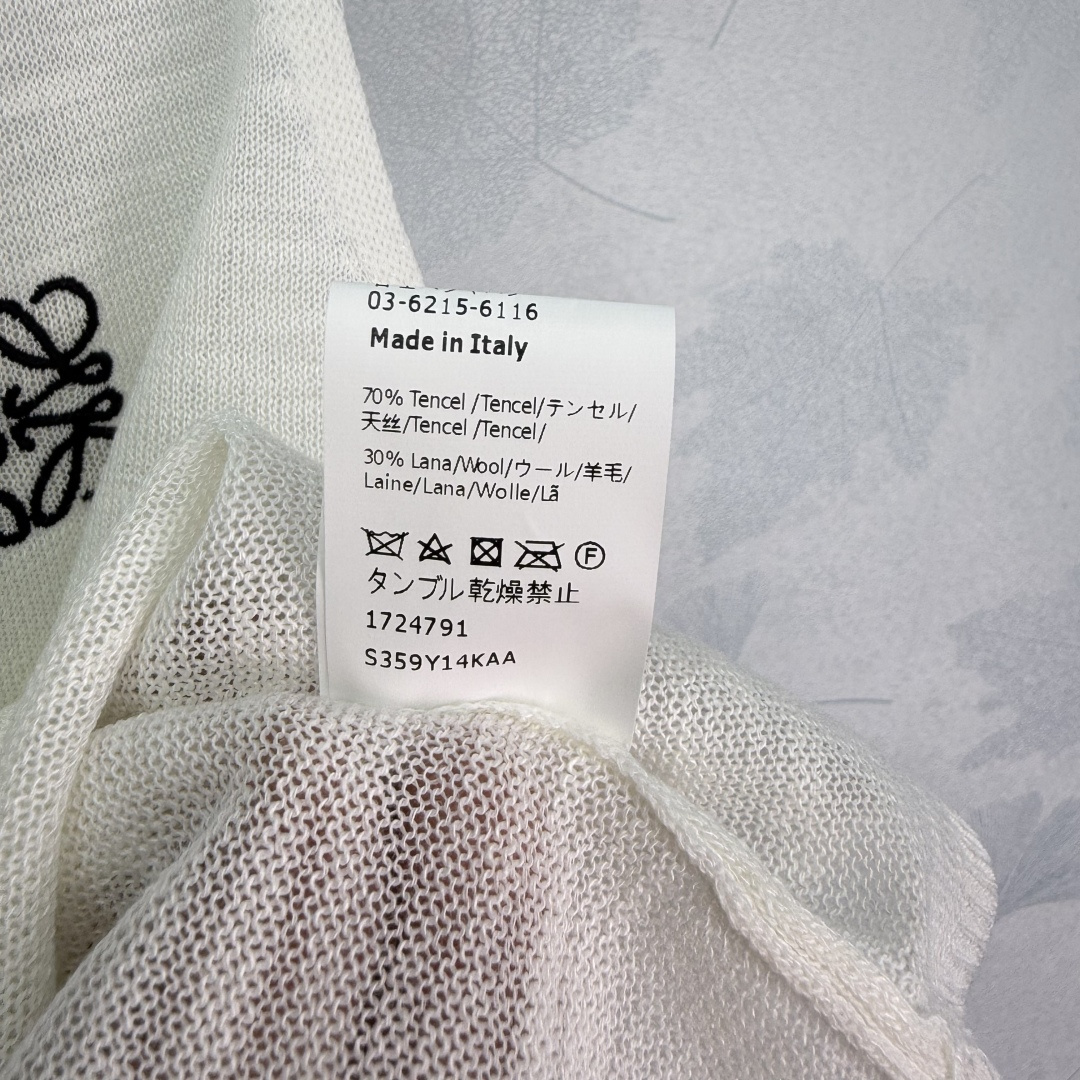 03-6215-6116
Made in Italy
70% Tencel /Tencel/テンセル/
天丝/Tencel /Tencel/
30% Lana/Wool/ウール/羊毛/
Laine/Lana/Wolle/Lã
F
タンブル乾燥禁止
1724791
S359Y14KAA